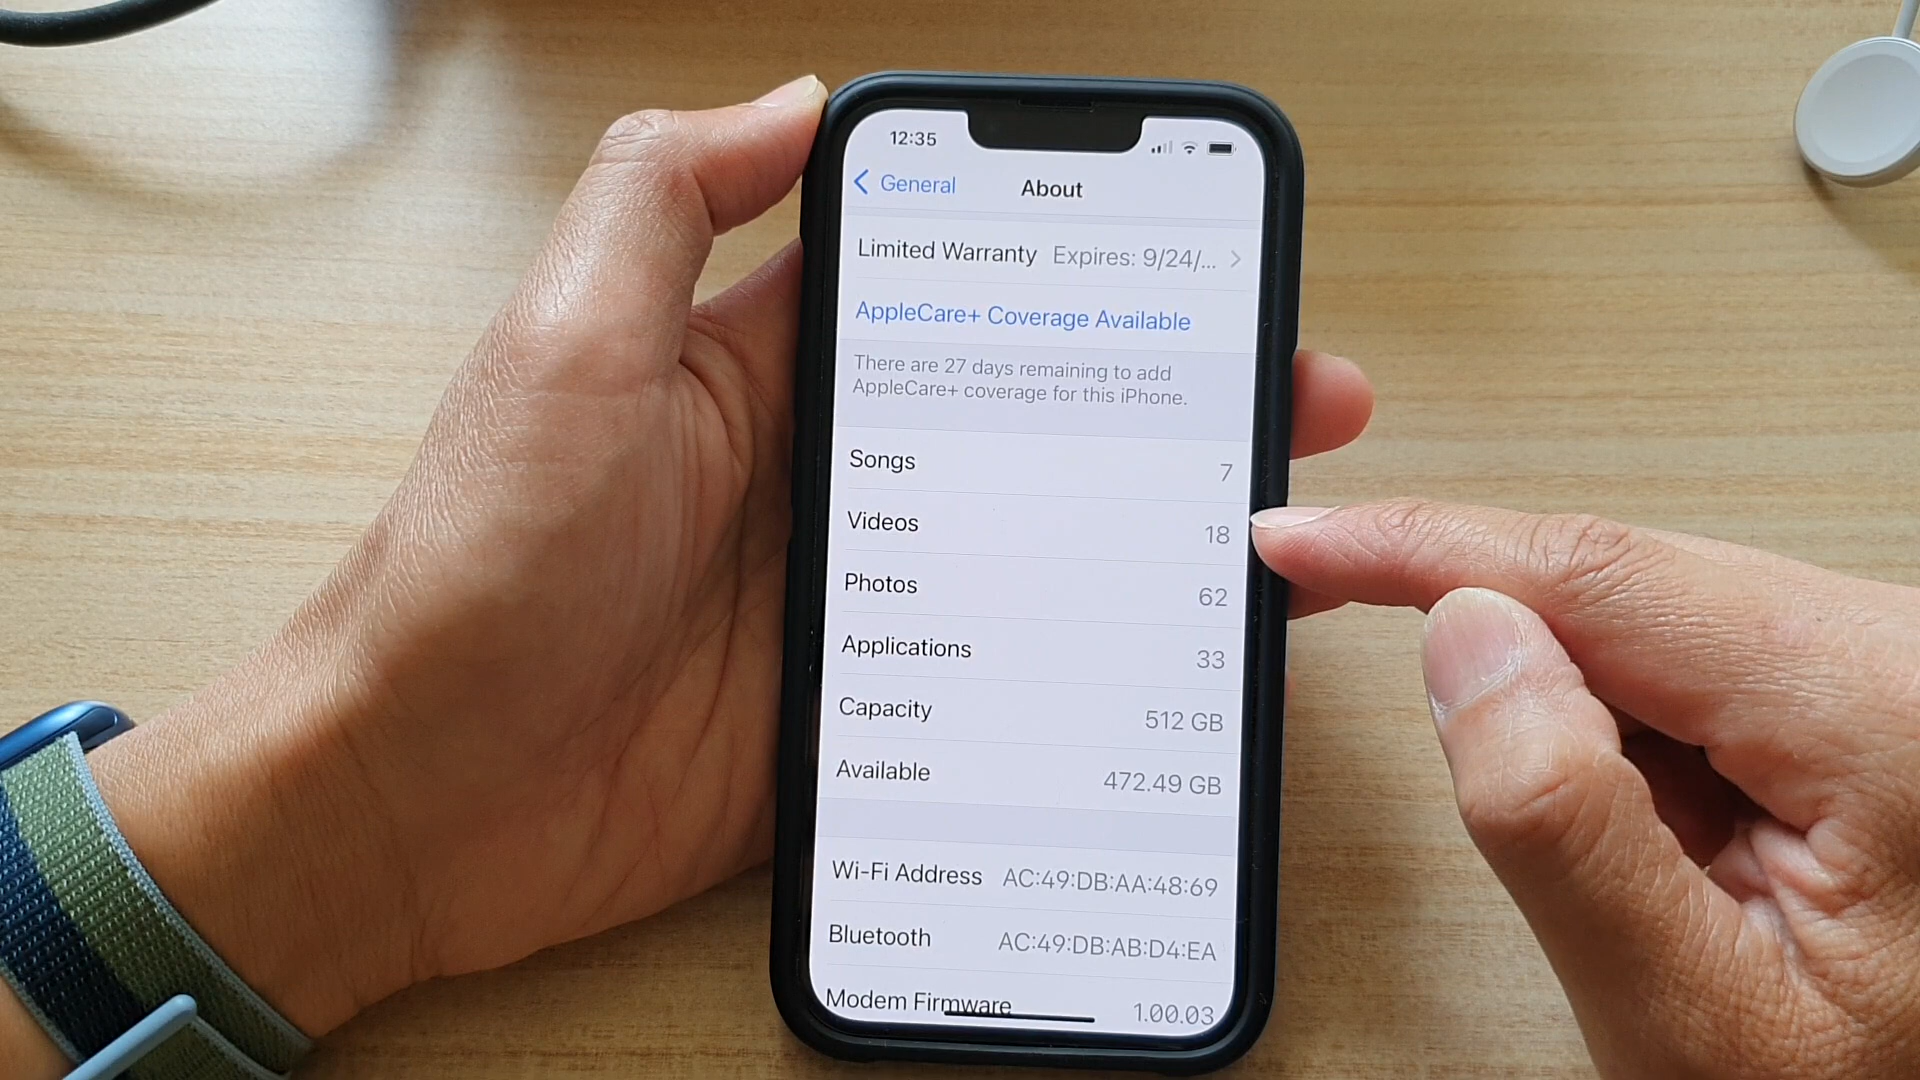 12:35
General About
Limited Warranty Expires: 9/24/...
AppleCare+ Coverage Available
There are 27 days remaining to add
AppleCare+ coverage for this iPhone.
Songs 7
Videos 18
Photos 62
Applications 33
Capacity 512 GB
Available 472.49 GB
Wi-Fi Address AC:49:DB:AA:48:69
Bluetooth AC:49:DB:AB:D4:EA
Modem Firmware 1.00.03